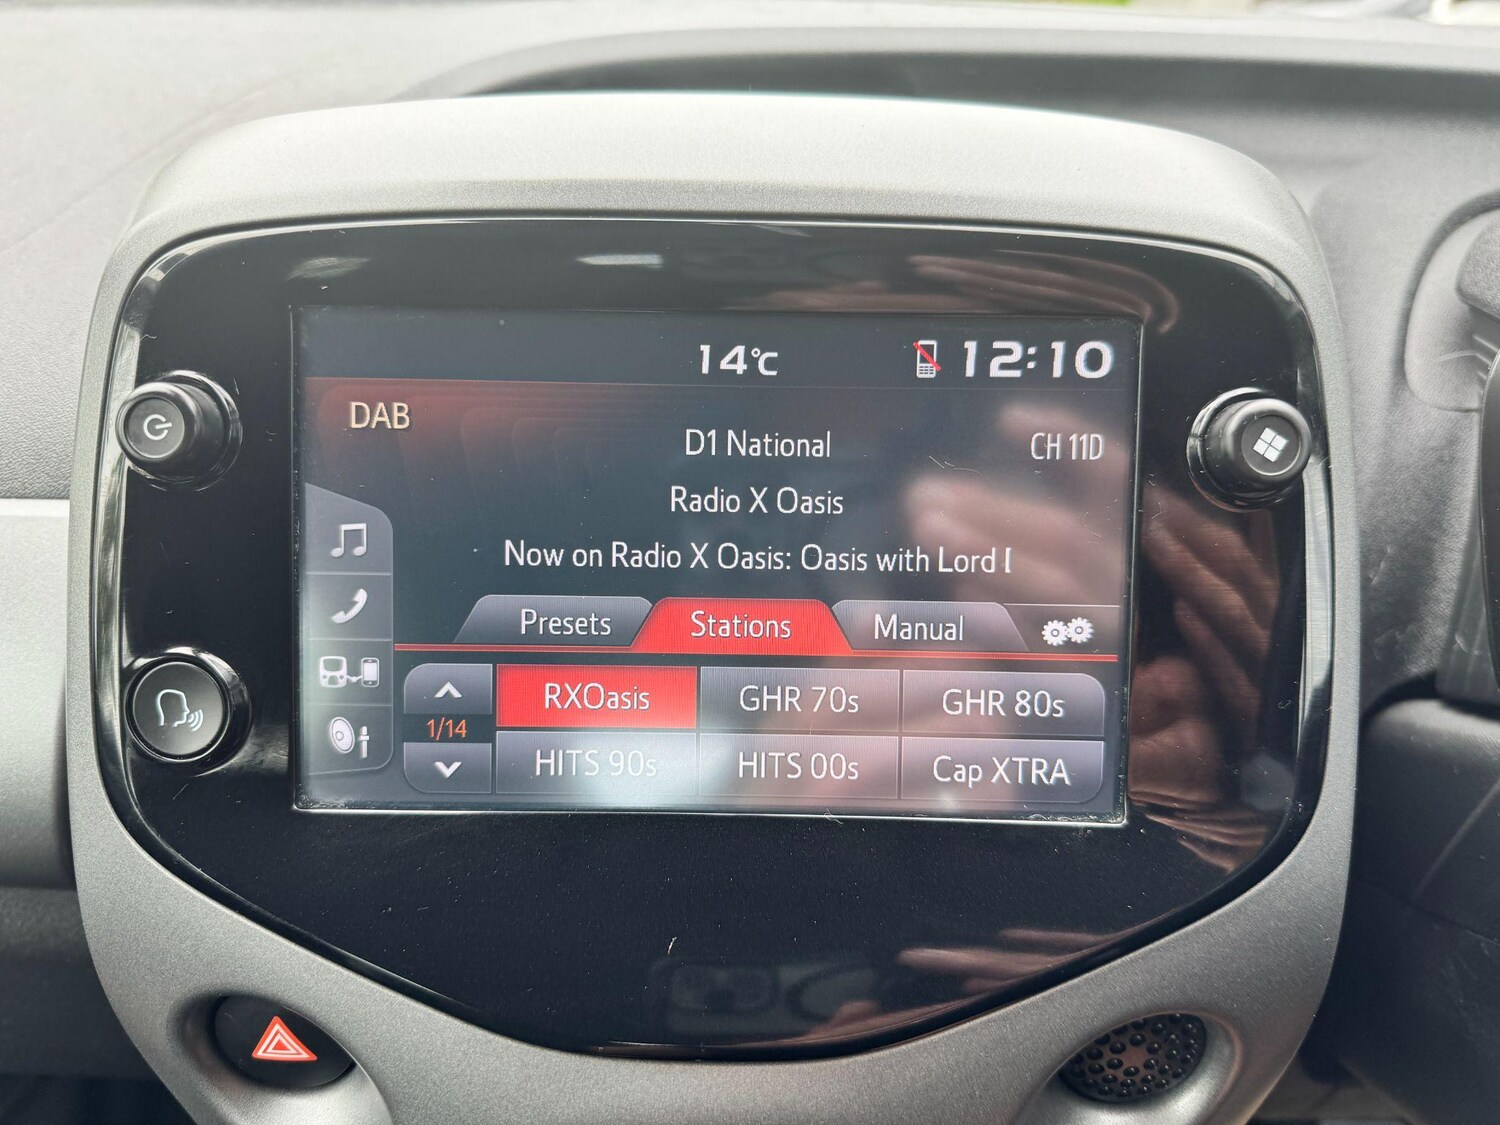 14°C 12:10
DAB
D1 National CH 11D
Radio X Oasis
Now on Radio X Oasis: Oasis with Lord
Presets Stations Manual
RXOasis GHR 70s GHR 80s
1/14
HITS 90s HITS 00s Cap XTRA